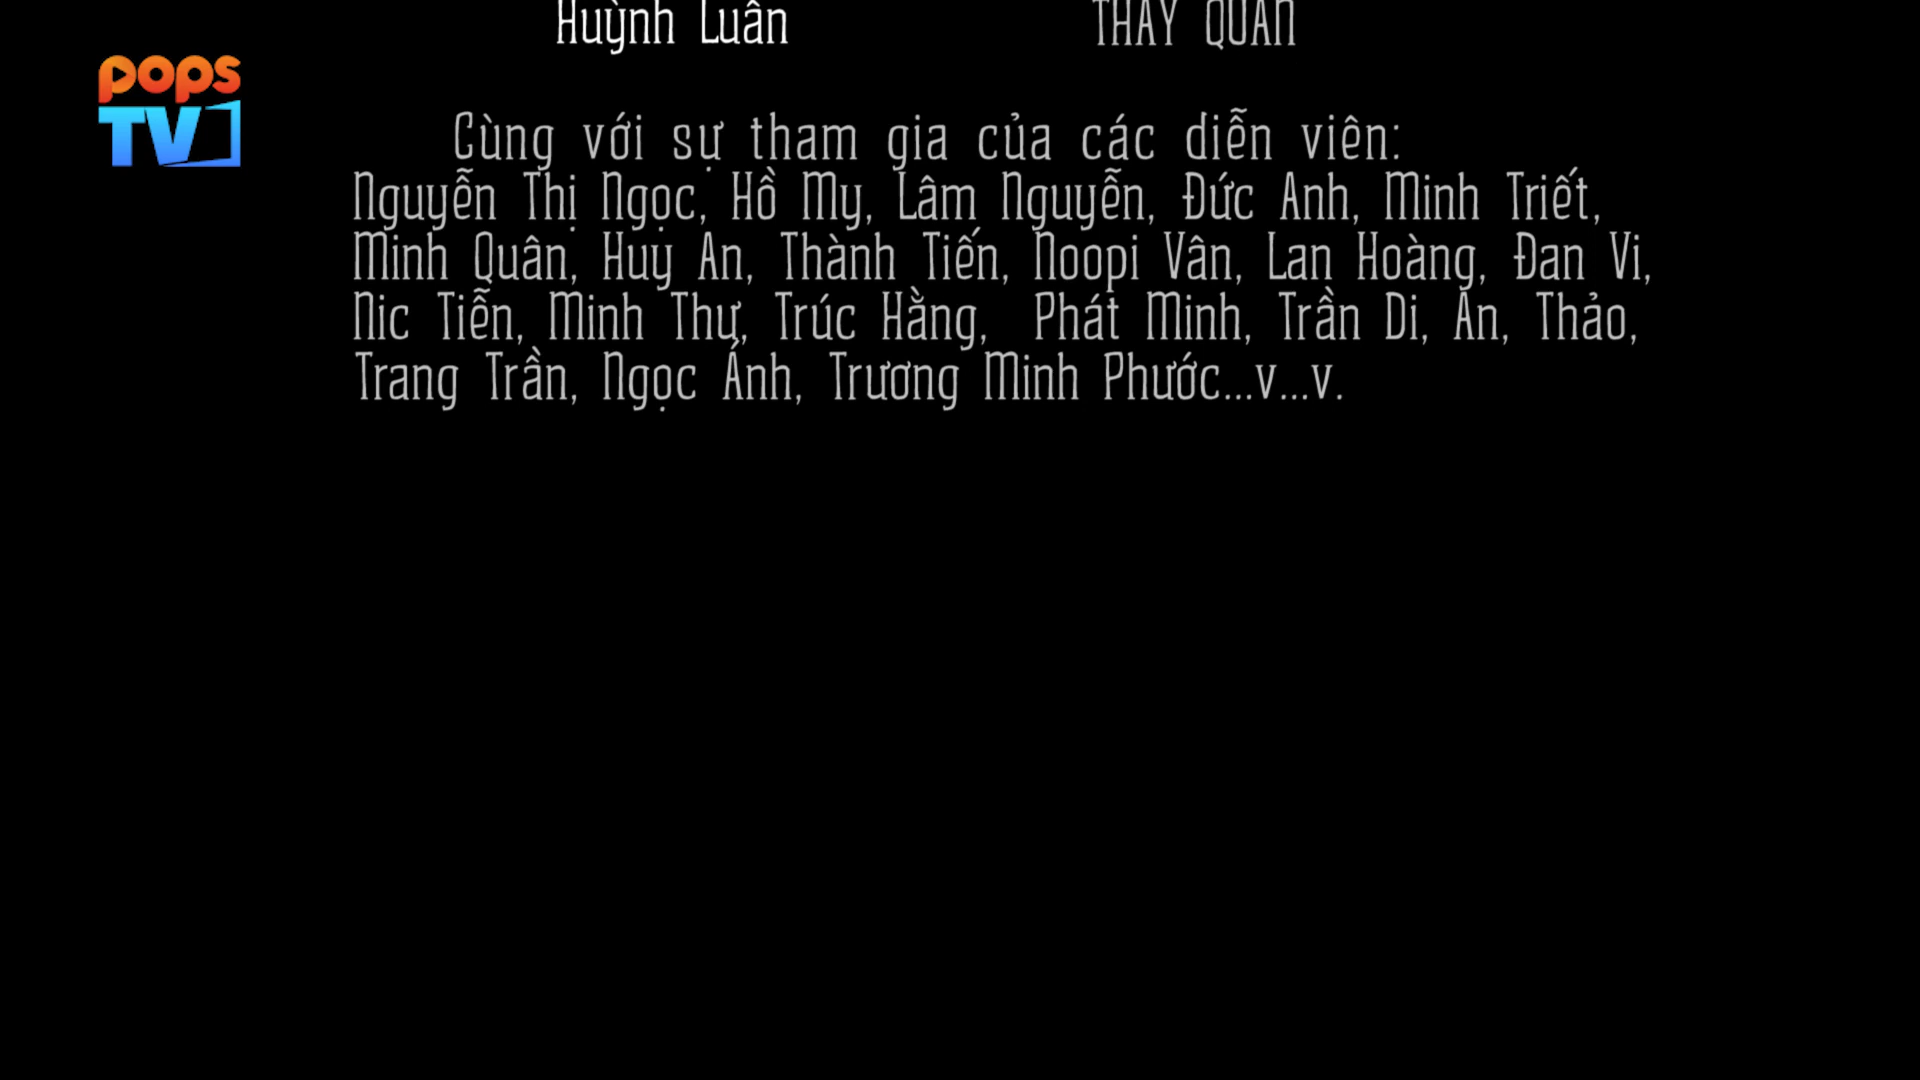 Huỳnh Luân THẦY QUAN
pops
TV
Cùng với sự tham gia của các diễn viên:
Nguyễn Thị Ngọc, Hồ My, Lâm Nguyễn, Đức Anh, Minh Triết,
Minh Quân, Huy An, Thành Tiến, Noopi Vân, Lan Hoàng, Đan Vi,
Nic Tiễn, Minh Thư, Trúc Hằng, Phát Minh, Trần Di, An, Thảo,
Trang Trần, Ngọc Ánh, Trương Minh Phước...v...v.